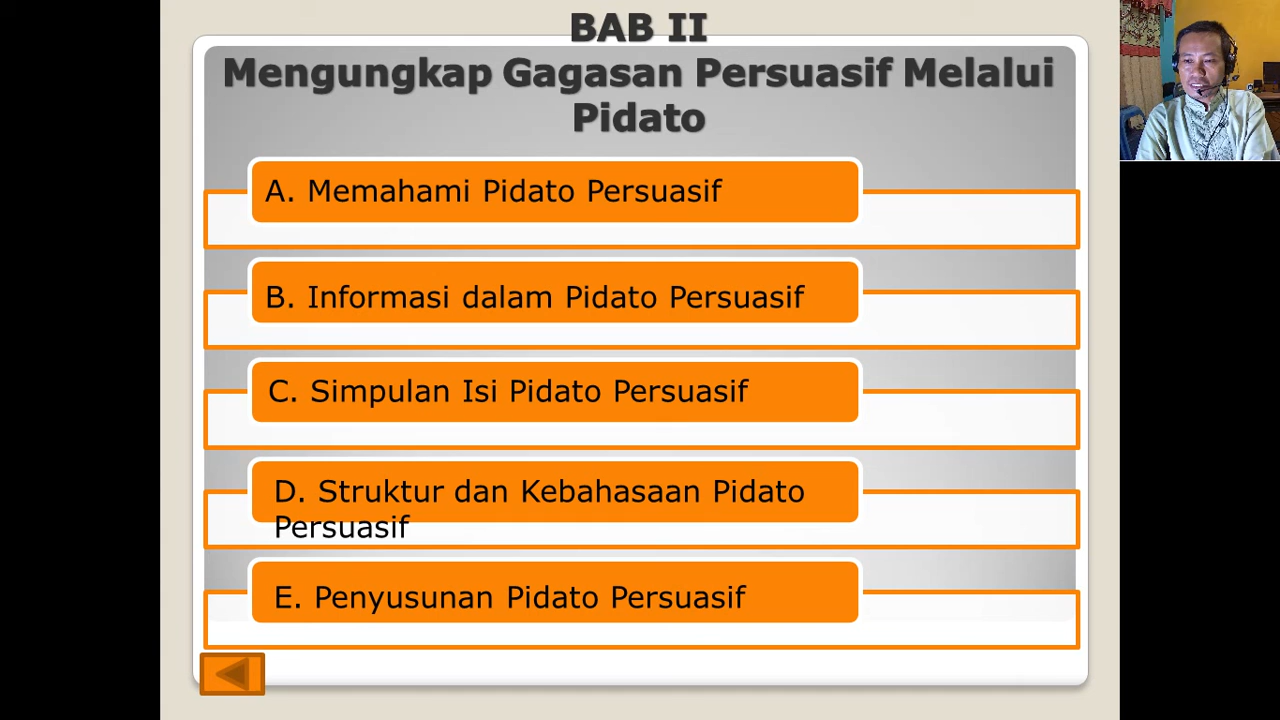 BAB II
Mengungkap Gagasan Persuasif Melalui
Pidato
A. Memahami Pidato Persuasif
B. Informasi dalam Pidato Persuasif
C. Simpulan Isi Pidato Persuasif
D. Struktur dan Kebahasaan Pidato
Persuasif
E. Penyusunan Pidato Persuasif